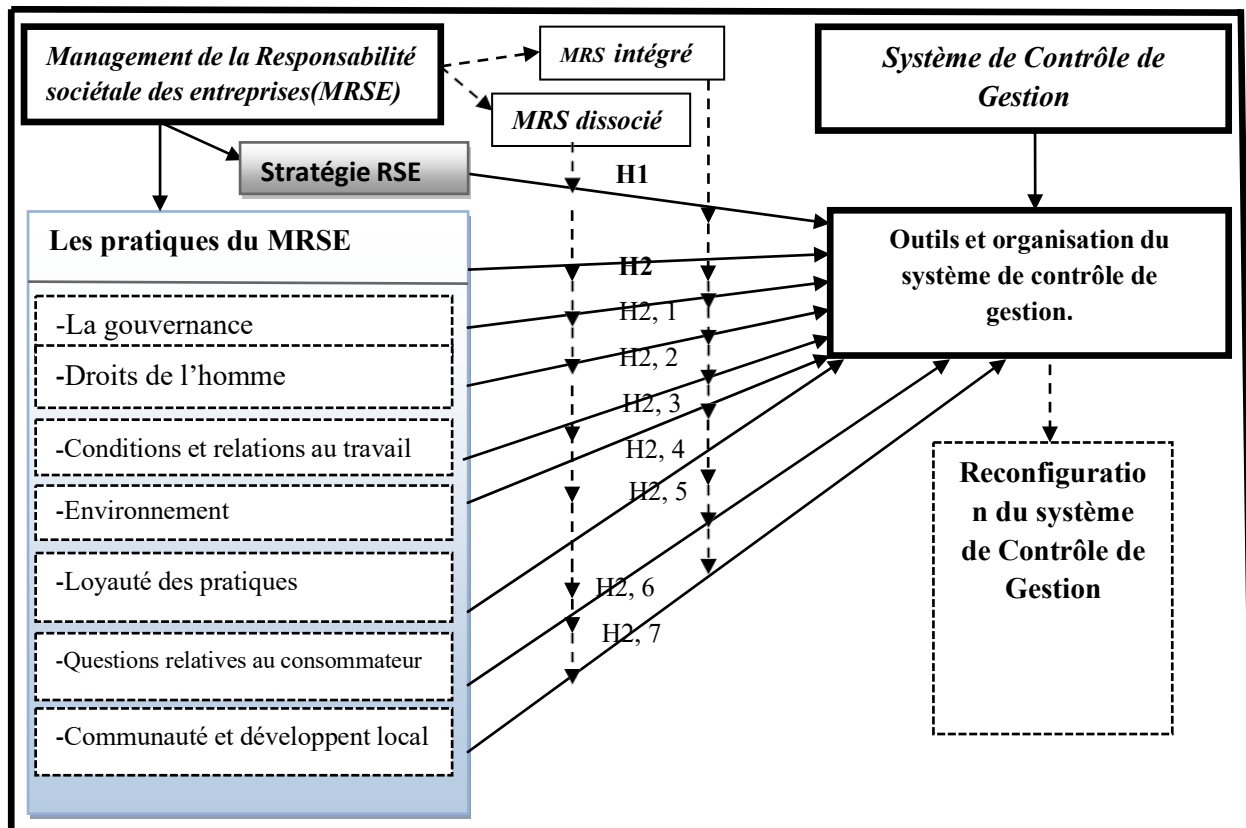 Management de la Responsabilité
sociétale des entreprises(MRSE)
MRS intégré
MRS dissocié
Système de Contrôle de
Gestion
Stratégie RSE
H1
Les pratiques du MRSE
H2
-La gouvernance
H2, 1
-Droits de l’homme
H2, 2
-Conditions et relations au travail
H2, 3
-Environnement
H2, 4
-Loyauté des pratiques
H2, 5
-Questions relatives au consommateur
H2, 6
-Communauté et développent local
H2, 7
Outils et organisation du
système de contrôle de
gestion.
Reconfiguratio
n du système
de Contrôle de
Gestion